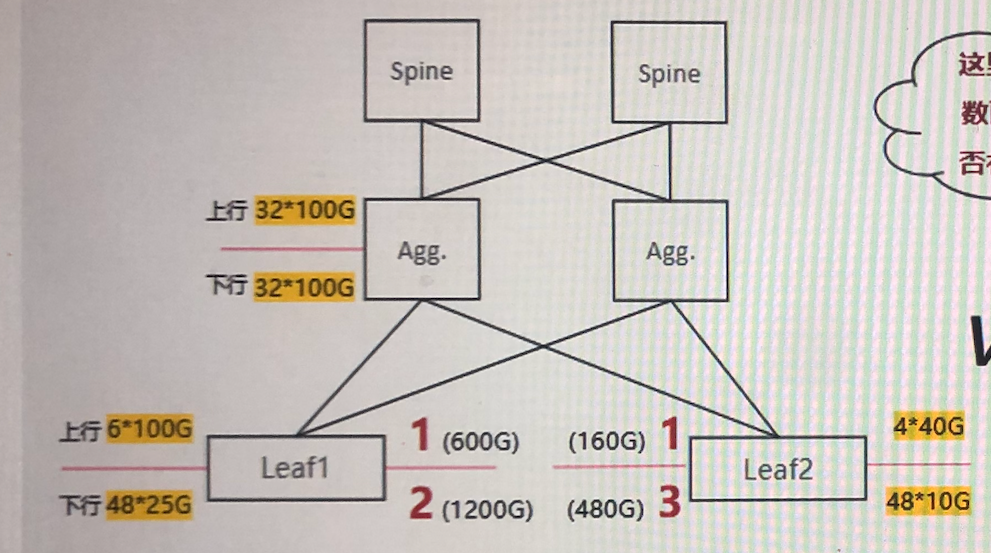 Spine
Spine
上行 32*100G
下行 32*100G
Agg.
Agg.
上行 6*100G
下行 48*25G
Leaf1
1 (600G)
2 (1200G)
(160G) 1
(480G) 3
Leaf2
4*40G
48*10G
数
否